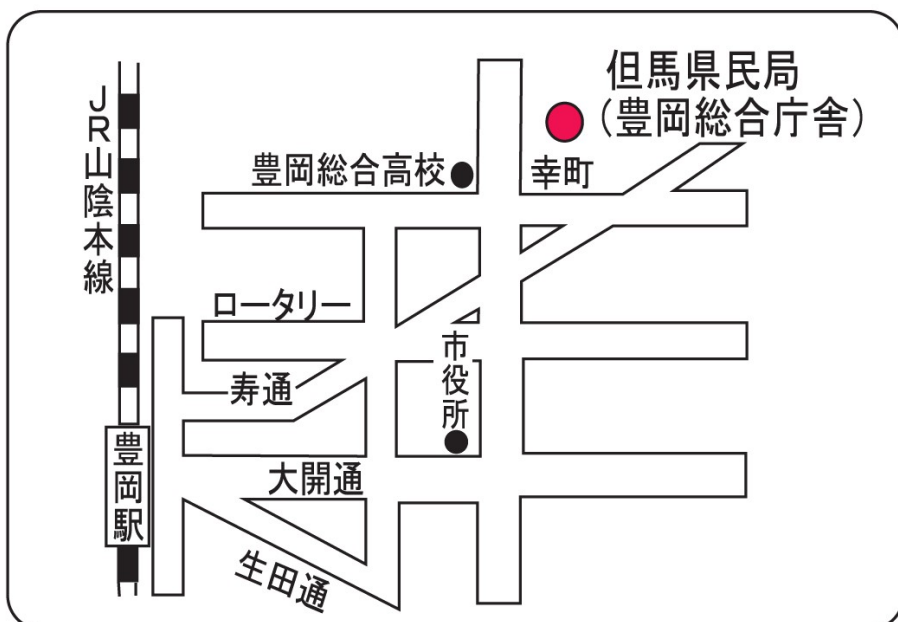 但馬県民局
（豊岡総合庁舎）
JR山陰本線
豊岡総合高校
幸町
ロータリー
市役所
寿通
豊岡駅
大開通
生田通